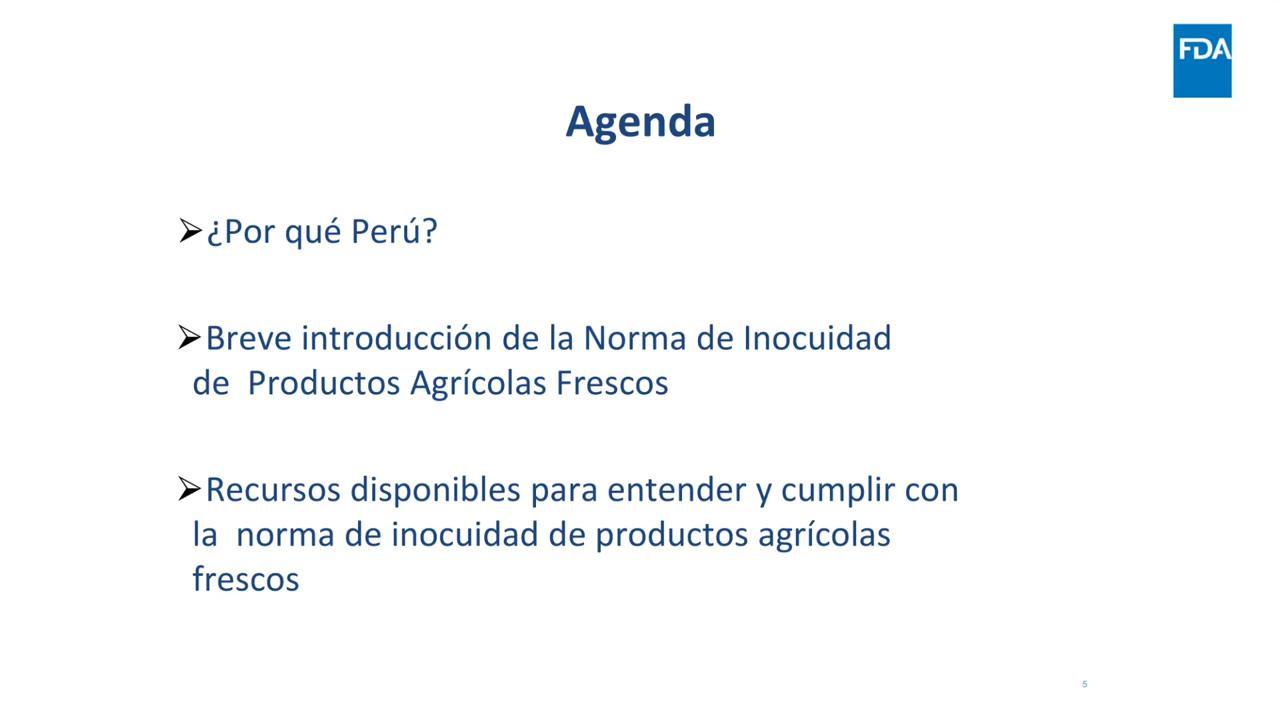 FDA
Agenda
➢¿Por qué Perú?
➢Breve introducción de la Norma de Inocuidad
de  Productos Agrícolas Frescos
➢Recursos disponibles para entender y cumplir con
la  norma de inocuidad de productos agrícolas
frescos
5